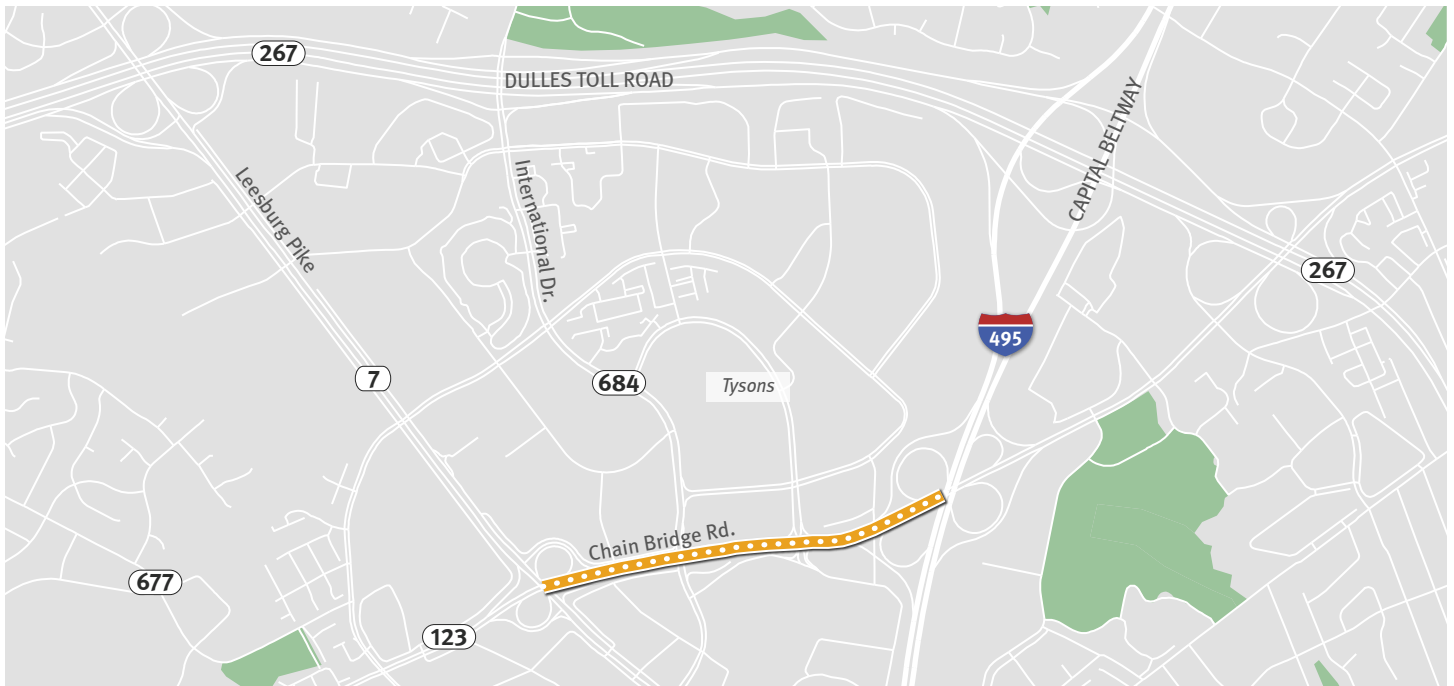 267
DULLES TOLL ROAD
CAPITAL BELTWAY
Leesburg Pike
International Dr.
267
495
7
684
Tysons
Chain Bridge Rd.
677
123